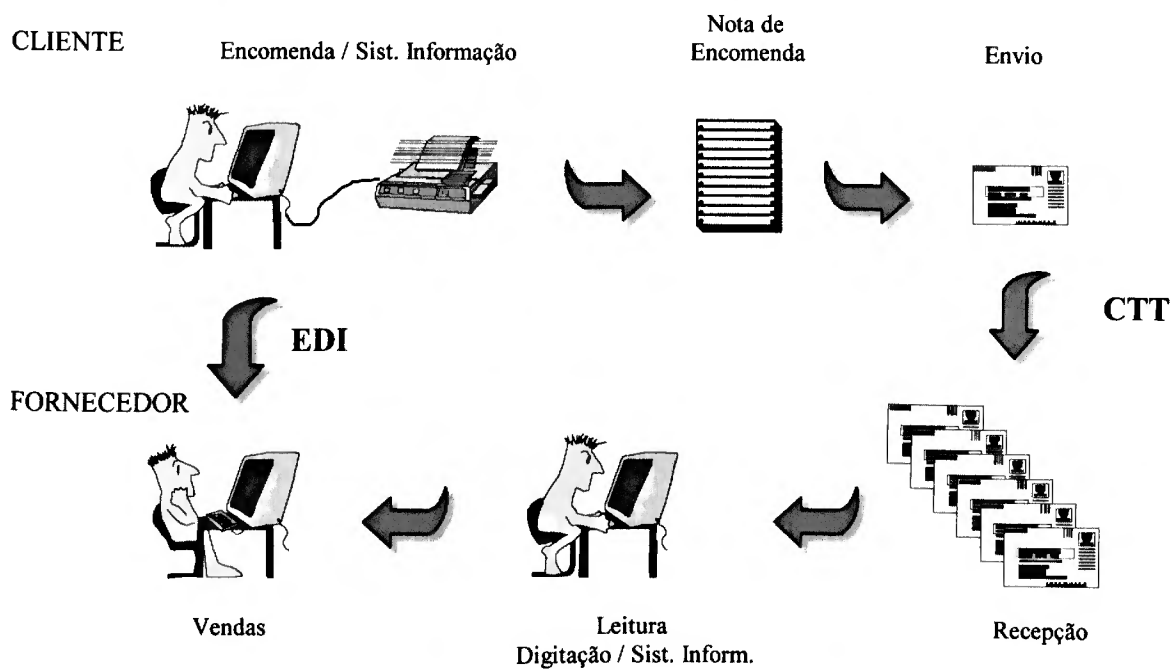 CLIENTE
Encomenda / Sist. Informação
Nota de
Encomenda
Envio
EDI
CTT
FORNECEDOR
Vendas
Leitura
Digitação / Sist. Inform.
Recepção